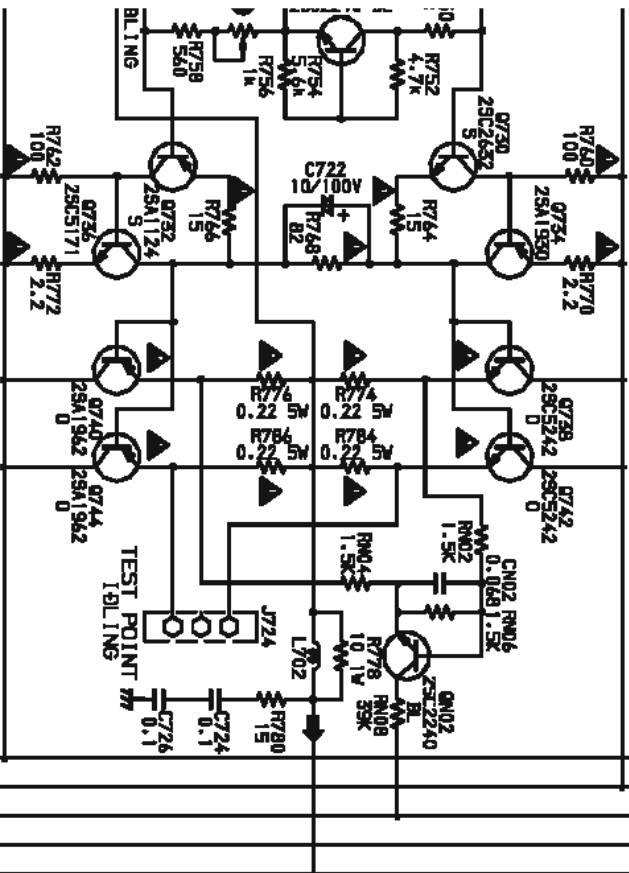 BLING
R758
560
R756
1k
R754
5.6k
R752
4.7k
Q730
2SC2632
S
R762
100
R760
100
C722
10/100V
+
Q736
2SC5171
Q732
2SA1124
S
R766
15
R768
82
R764
15
Q734
2SA1930
R772
2.2
R770
2.2
R776
0.22 5W
R774
0.22 5W
Q740
2SA1962
O
Q738
2SC5242
O
R786
0.22 5W
R784
0.22 5W
Q744
2SA1962
O
Q742
2SC5242
O
RN04
1.5K
RN02
1.5K
CN02
0.068
RN06
1.5K
TEST POINT
IDLING
J724
L702
R778
10 1W
QN02
2SC2240
BL
RN08
39K
C726
0.1
C724
0.1
R780
15